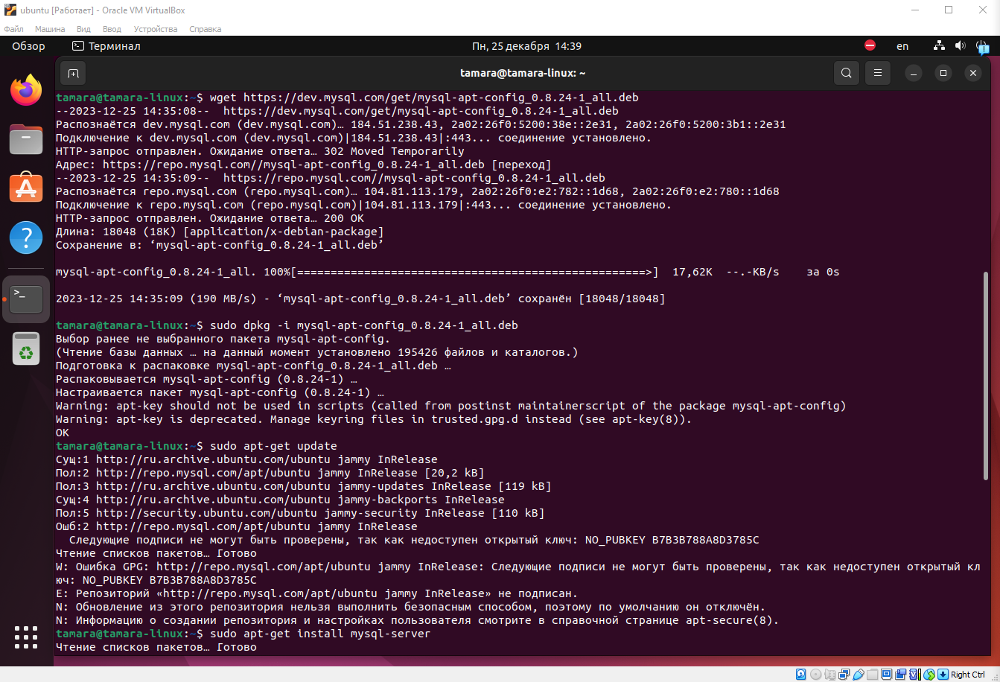 ubuntu [Работает] - Oracle VM VirtualBox
Файл Машина Вид Ввод Устройства Справка
Обзор Терминал Пн, 25 декабря 14:39 en
tamara@tamara-linux: ~
tamara@tamara-linux:~$ wget https://dev.mysql.com/get/mysql-apt-config_0.8.24-1_all.deb
--2023-12-25 14:35:08-- https://dev.mysql.com/get/mysql-apt-config_0.8.24-1_all.deb
Распознаётся dev.mysql.com (dev.mysql.com)… 184.51.238.43, 2a02:26f0:5200:38e::2e31, 2a02:26f0:5200:3b1::2e31
Подключение к dev.mysql.com (dev.mysql.com)|184.51.238.43|:443... соединение установлено.
HTTP-запрос отправлен. Ожидание ответа… 302 Moved Temporarily
Адрес: https://repo.mysql.com//mysql-apt-config_0.8.24-1_all.deb [переход]
--2023-12-25 14:35:09-- https://repo.mysql.com//mysql-apt-config_0.8.24-1_all.deb
Распознаётся repo.mysql.com (repo.mysql.com)… 104.81.113.179, 2a02:26f0:e2:782::1d68, 2a02:26f0:e2:780::1d68
Подключение к repo.mysql.com (repo.mysql.com)|104.81.113.179|:443... соединение установлено.
HTTP-запрос отправлен. Ожидание ответа… 200 OK
Длина: 18048 (18K) [application/x-debian-package]
Сохранение в: ‘mysql-apt-config_0.8.24-1_all.deb’
mysql-apt-config_0.8.24-1_all. 100%[====================================================>] 17,62K --.-KB/s за 0s
2023-12-25 14:35:09 (190 MB/s) - ‘mysql-apt-config_0.8.24-1_all.deb’ сохранён [18048/18048]
tamara@tamara-linux:~$ sudo dpkg -i mysql-apt-config_0.8.24-1_all.deb
Выбор ранее не выбранного пакета mysql-apt-config.
(Чтение базы данных … на данный момент установлено 195426 файлов и каталогов.)
Подготовка к распаковке mysql-apt-config_0.8.24-1_all.deb …
Распаковывается mysql-apt-config (0.8.24-1) …
Настраивается пакет mysql-apt-config (0.8.24-1) …
Warning: apt-key should not be used in scripts (called from postinst maintainerscript of the package mysql-apt-config)
Warning: apt-key is deprecated. Manage keyring files in trusted.gpg.d instead (see apt-key(8)).
OK
tamara@tamara-linux:~$ sudo apt-get update
Сущ:1 http://ru.archive.ubuntu.com/ubuntu jammy InRelease
Пол:2 http://repo.mysql.com/apt/ubuntu jammy InRelease [20,2 kB]
Пол:3 http://ru.archive.ubuntu.com/ubuntu jammy-updates InRelease [119 kB]
Сущ:4 http://ru.archive.ubuntu.com/ubuntu jammy-backports InRelease
Пол:5 http://security.ubuntu.com/ubuntu jammy-security InRelease [110 kB]
Ошб:2 http://repo.mysql.com/apt/ubuntu jammy InRelease
Следующие подписи не могут быть проверены, так как недоступен открытый ключ: NO_PUBKEY B7B3B788A8D3785C
Чтение списков пакетов… Готово
W: Ошибка GPG: http://repo.mysql.com/apt/ubuntu jammy InRelease: Следующие подписи не могут быть проверены, так как недоступен открытый кл
юч: NO_PUBKEY B7B3B788A8D3785C
E: Репозиторий «http://repo.mysql.com/apt/ubuntu jammy InRelease» не подписан.
N: Обновление из этого репозитория нельзя выполнить безопасным способом, поэтому по умолчанию он отключён.
N: Информацию о создании репозитория и настройках пользователя смотрите в справочной странице apt-secure(8).
tamara@tamara-linux:~$ sudo apt-get install mysql-server
Чтение списков пакетов… Готово
Right Ctrl